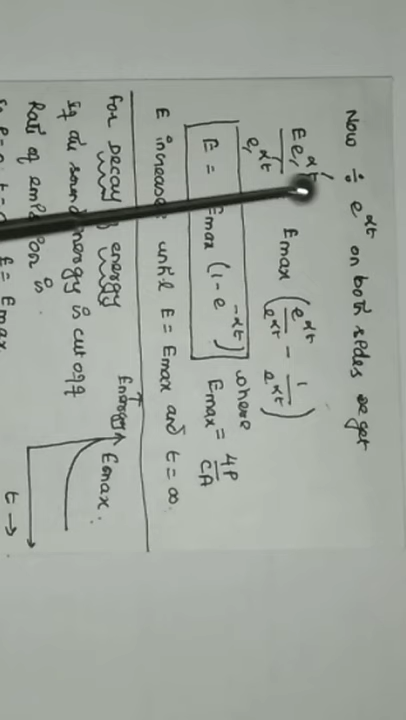 Now ÷ e^αt on both sides we get
E e^αt / e^αt Emax ( e^αt / e^αt - 1 / e^αt )
E = Emax (1 - e^-αt) where Emax = 4P / CA
E increases until E = Emax and t = ∞.
For Decay of energy
If the sound energy is cut off
Rate of emission is
Energy ↑ Emax.
t →
E = Emax